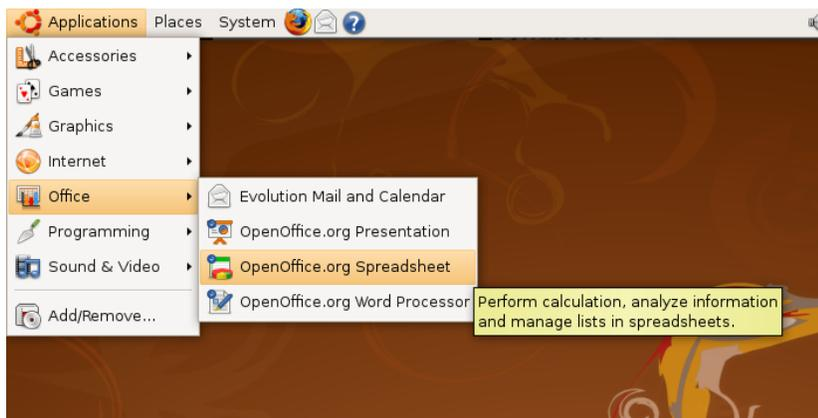 Applications Places System
Accessories
Games
Graphics
Internet
Office
Programming
Sound & Video
Add/Remove...
Evolution Mail and Calendar
OpenOffice.org Presentation
OpenOffice.org Spreadsheet
OpenOffice.org Word Processor
Perform calculation, analyze information
and manage lists in spreadsheets.